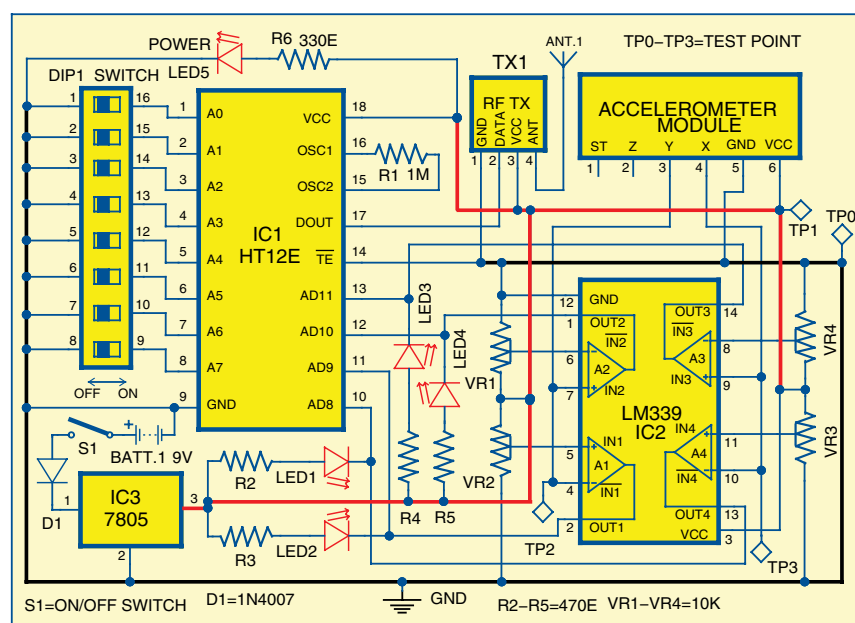 POWER
R6 330E
LED5
ANT.1
TP0–TP3=TEST POINT
DIP1 SWITCH
TX1
RF TX
GND
DATA
VCC
ANT
1 2 3 4
ACCELEROMETER
MODULE
ST Z Y X GND VCC
1 2 3 4 5 6
1 16 1 A0
2 15 2 A1
3 14 3 A2
4 13 4 A3
5 12 5 A4
6 11 6 A5
7 10 7 A6
8 9 8 A7
9 GND
OFF ON
IC1
HT12E
VCC 18
OSC1 16
OSC2 15
R1 1M
DOUT 17
TE 14
AD11 13
AD10 12
AD9 11
AD8 10
TP1
TP0
LED3
LED4
VR1
VR2
VR4
VR3
12 GND
1 OUT2
6 IN2
A2
7 IN2
LM339
IC2
5 IN1
A1
4 IN1
2 OUT1
OUT3 14
IN3 8
A3
IN3 9
IN4 11
A4
IN4 10
OUT4 13
VCC 3
S1
+
BATT.1 9V
D1
1
IC3
7805
3
2
R2 LED1
R3 LED2
R4 R5
TP2
TP3
S1=ON/OFF SWITCH
D1=1N4007
GND
R2–R5=470E
VR1–VR4=10K